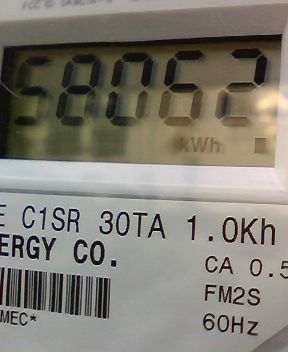 58062
kWh
E C1SR 30TA 1.0Kh
ERGY CO.
CA 0.5
FM2S
60Hz
MEC*